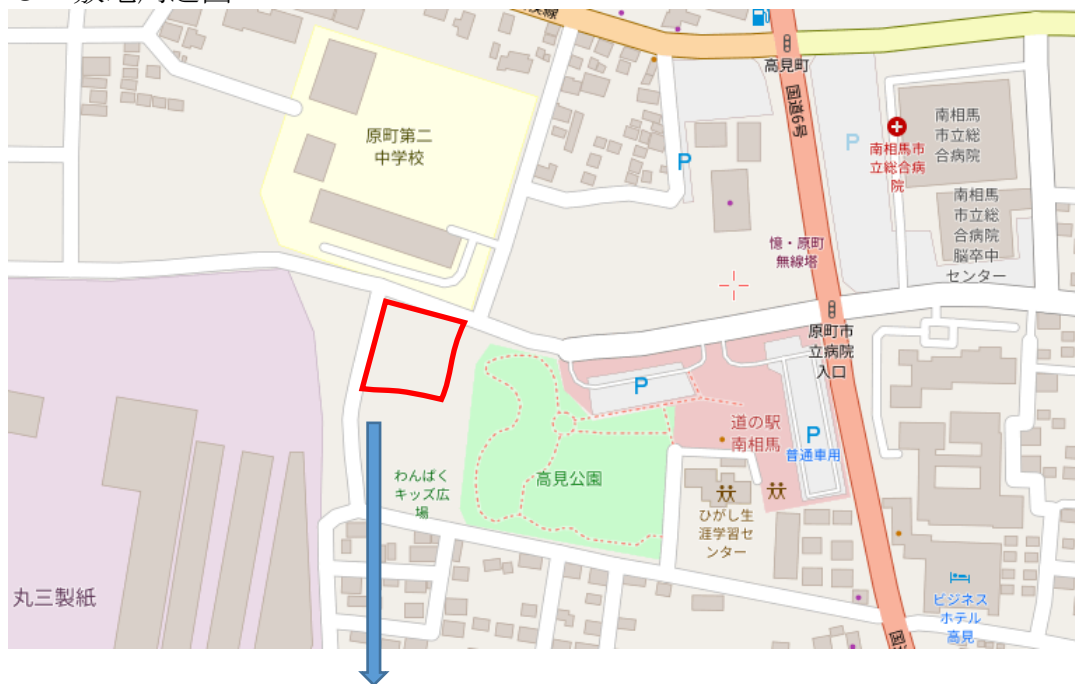 高見町
国道6号
原町第二
中学校
P
P
南相馬市
立総合病
院
南相馬
市立総
合病院
南相馬
市立総
合病院
脳卒中
センター
憶・原町
無線塔
原町市
立病院
入口
P
道の駅
南相馬
P
普通車用
わんぱく
キッズ広
場
高見公園
ひがし生
涯学習セ
ンター
丸三製紙
ビジネス
ホテル
高見